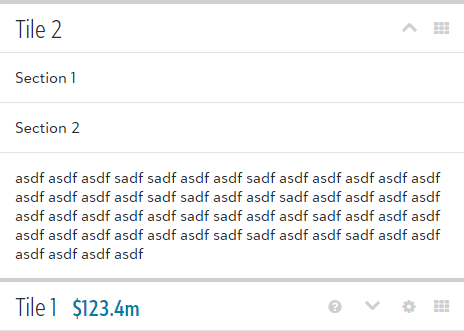 Tile 2
Section 1
Section 2
asdf asdf asdf sadf sadf asdf asdf sadf asdf asdf asdf asdf asdf
asdf asdf asdf asdf sadf sadf asdf asdf sadf asdf asdf asdf asdf
asdf asdf asdf asdf asdf sadf sadf asdf asdf sadf asdf asdf asdf
asdf asdf asdf asdf asdf asdf sadf sadf asdf asdf sadf asdf asdf
asdf asdf asdf asdf
Tile 1 $123.4m
?